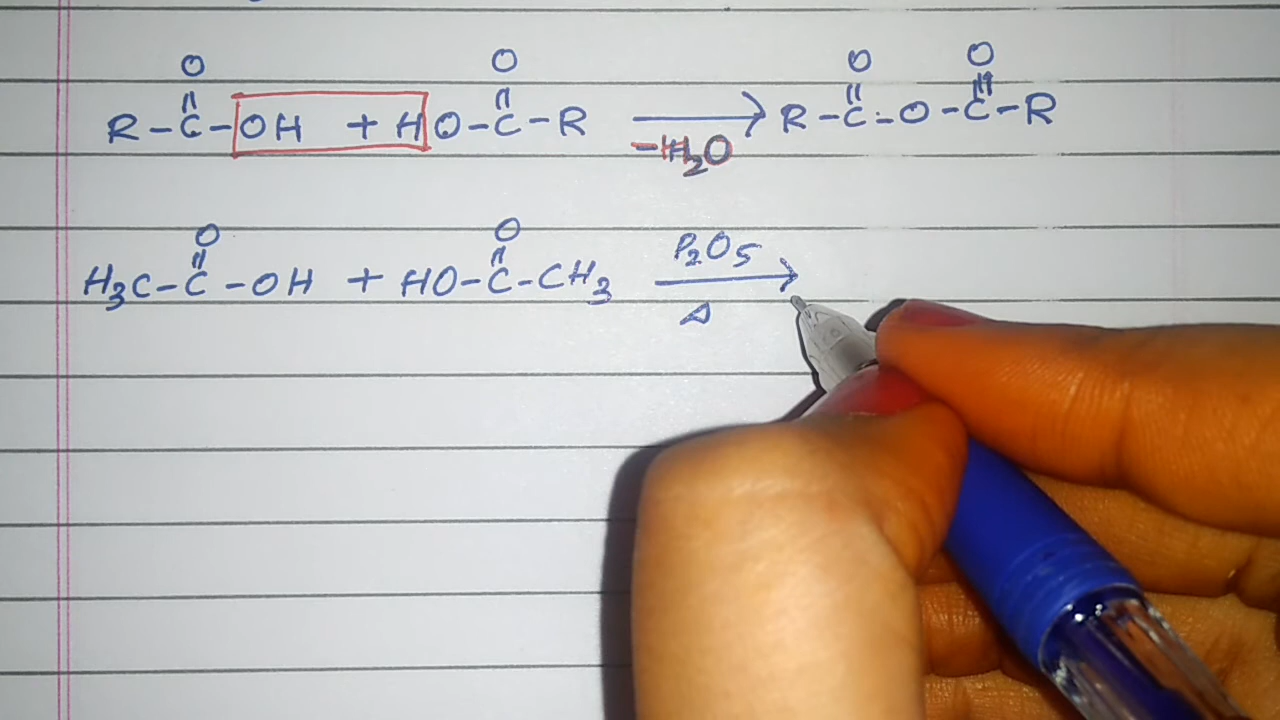 O O O O
R-C-OH + HO-C-R → R-C-O-C-R
-H₂O
O O P₂O₅
H₃C-C-OH + HO-C-CH₃ →
Δ